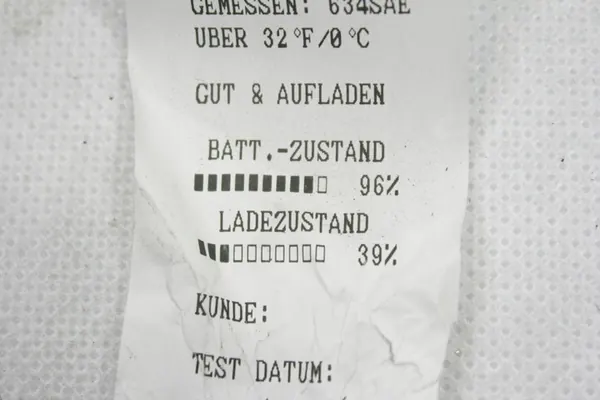 GEMESSEN: 634SAE
UBER 32°F/0°C
GUT & AUFLADEN
BATT.-ZUSTAND
96%
LADEZUSTAND
39%
KUNDE:
TEST DATUM: